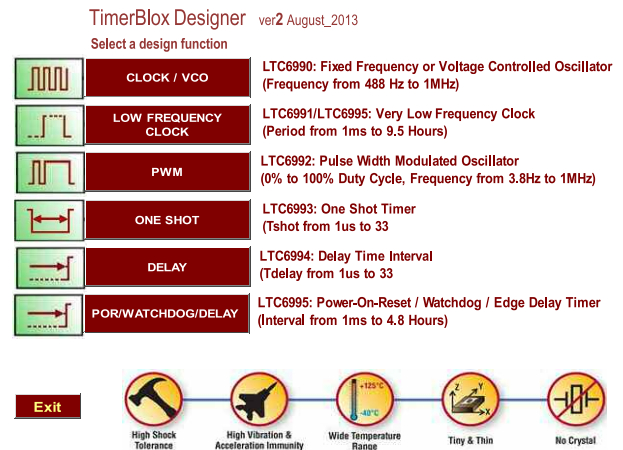 TimerBlox Designer ver2 August_2013
Select a design function
CLOCK / VCO
LTC6990: Fixed Frequency or Voltage Controlled Oscillator
(Frequency from 488 Hz to 1MHz)
LOW FREQUENCY
CLOCK
LTC6991/LTC6995: Very Low Frequency Clock
(Period from 1ms to 9.5 Hours)
PWM
LTC6992: Pulse Width Modulated Oscillator
(0% to 100% Duty Cycle, Frequency from 3.8Hz to 1MHz)
ONE SHOT
LTC6993: One Shot Timer
(Tshot from 1us to 33
DELAY
LTC6994: Delay Time Interval
(Tdelay from 1us to 33
POR/WATCHDOG/DELAY
LTC6995: Power-On-Reset / Watchdog / Edge Delay Timer
(Interval from 1ms to 4.8 Hours)
Exit
+125°C
-40°C
Z Y
X
High Shock
Tolerance
High Vibration &
Acceleration Immunity
Wide Temperature
Range
Tiny & Thin
No Crystal